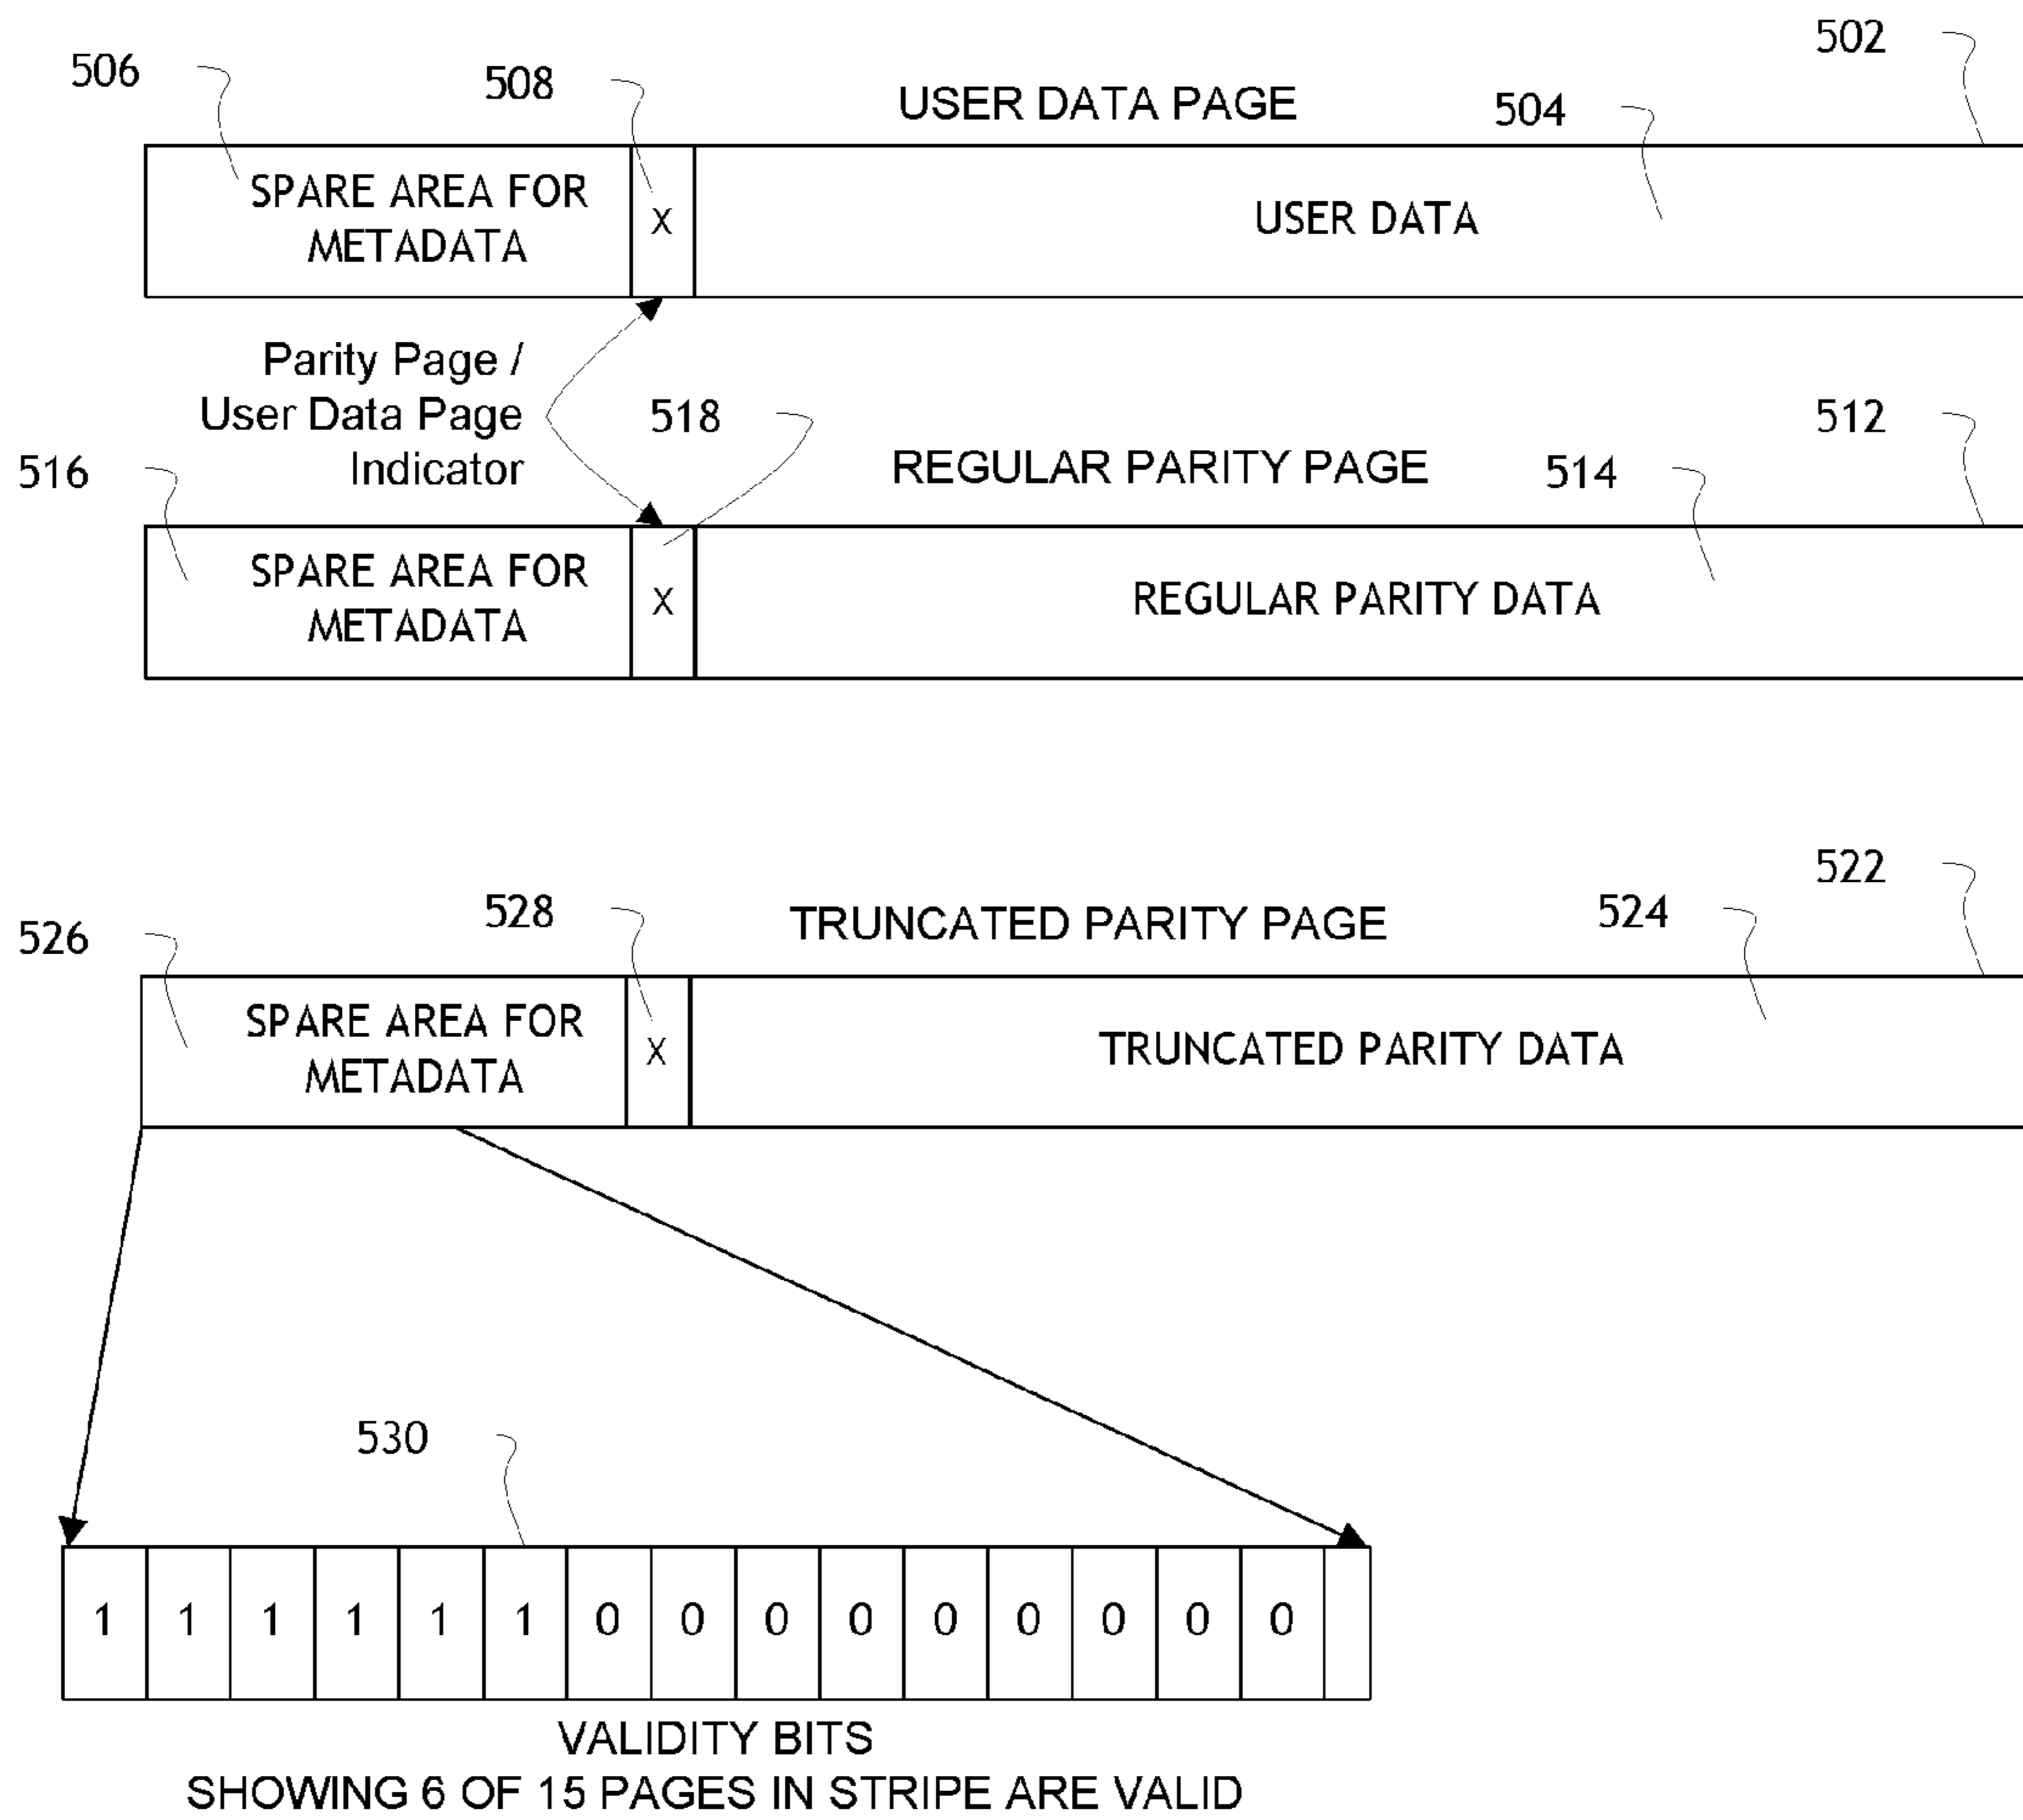 502
506
508
USER DATA PAGE
504
SPARE AREA FOR
METADATA
X
USER DATA
Parity Page /
User Data Page
Indicator
518
512
516
REGULAR PARITY PAGE
514
SPARE AREA FOR
METADATA
X
REGULAR PARITY DATA
522
526
528
TRUNCATED PARITY PAGE
524
SPARE AREA FOR
METADATA
X
TRUNCATED PARITY DATA
530
1 1 1 1 1 1 0 0 0 0 0 0 0 0 0
VALIDITY BITS
SHOWING 6 OF 15 PAGES IN STRIPE ARE VALID